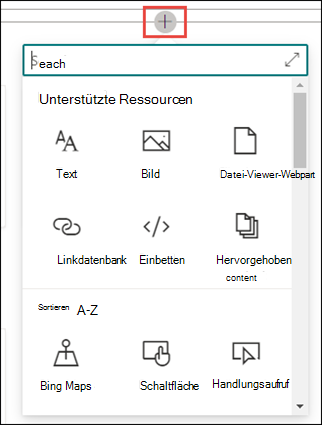 Seach
Unterstützte Ressourcen
Text Bild Datei-Viewer-Webpart
Linkdatenbank Einbetten Hervorgehoben
content
Sortieren A-Z
Bing Maps Schaltfläche Handlungsaufruf